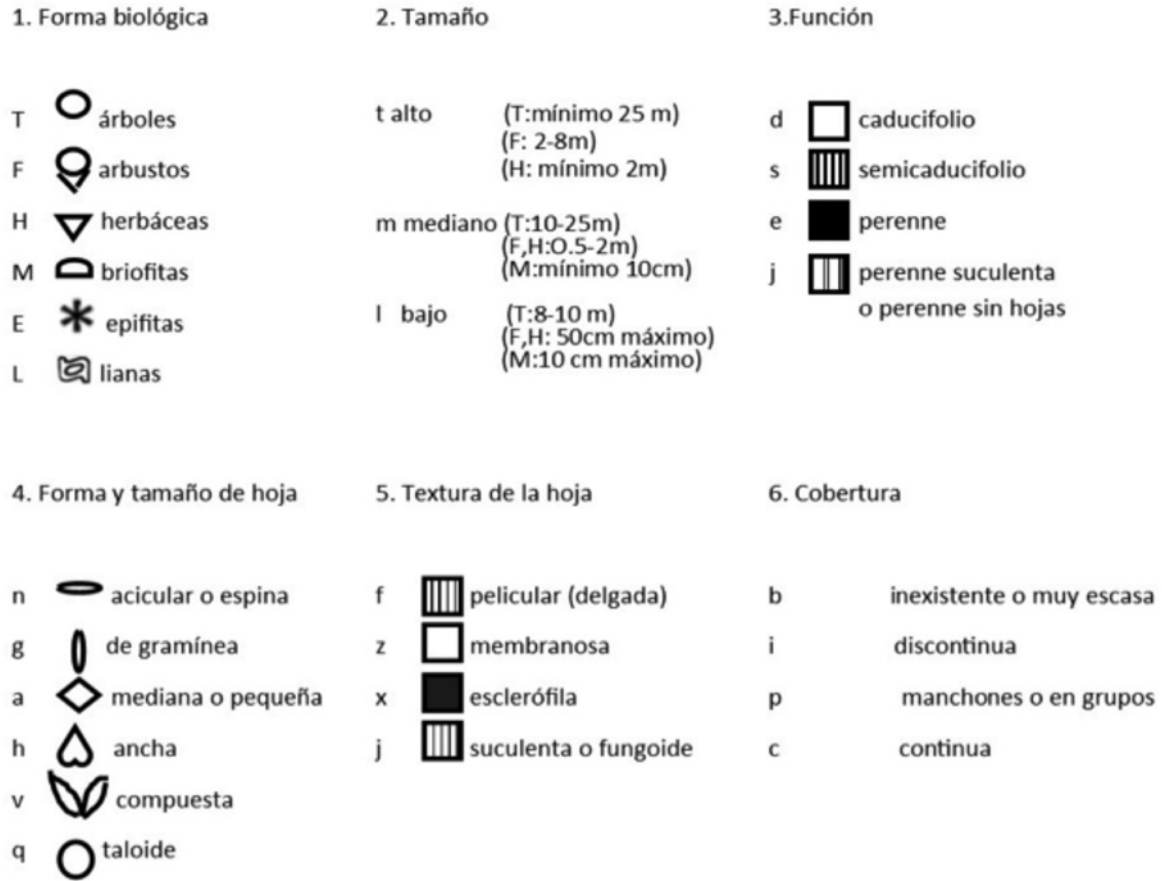 1. Forma biológica
T árboles
F arbustos
H herbáceas
M briofitas
E epifitas
L lianas
2. Tamaño
t alto (T:mínimo 25 m)
(F: 2-8m)
(H: mínimo 2m)
m mediano (T:10-25m)
(F,H:O.5-2m)
(M:mínimo 10cm)
l bajo (T:8-10 m)
(F,H: 50cm máximo)
(M:10 cm máximo)
3.Función
d caducifolio
s semicaducifolio
e perenne
j perenne suculenta
o perenne sin hojas
4. Forma y tamaño de hoja
n acicular o espina
g de gramínea
a mediana o pequeña
h ancha
v compuesta
q taloide
5. Textura de la hoja
f pelicular (delgada)
z membranosa
x esclerófila
j suculenta o fungoide
6. Cobertura
b inexistente o muy escasa
i discontinua
p manchones o en grupos
c continua